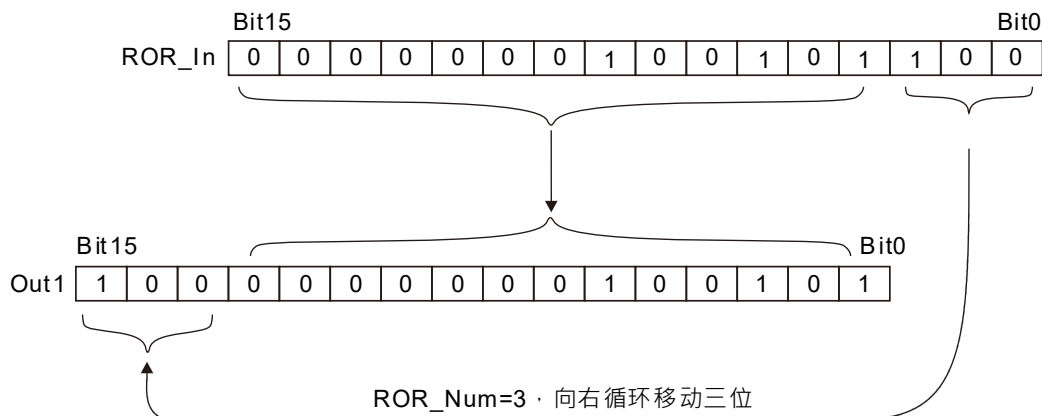 Bit15 Bit0
ROR_In 0 0 0 0 0 0 0 1 0 0 1 0 1 1 0 0
Bit15 Bit0
Out1 1 0 0 0 0 0 0 0 0 0 1 0 0 1 0 1
ROR_Num=3，向右循环移动三位